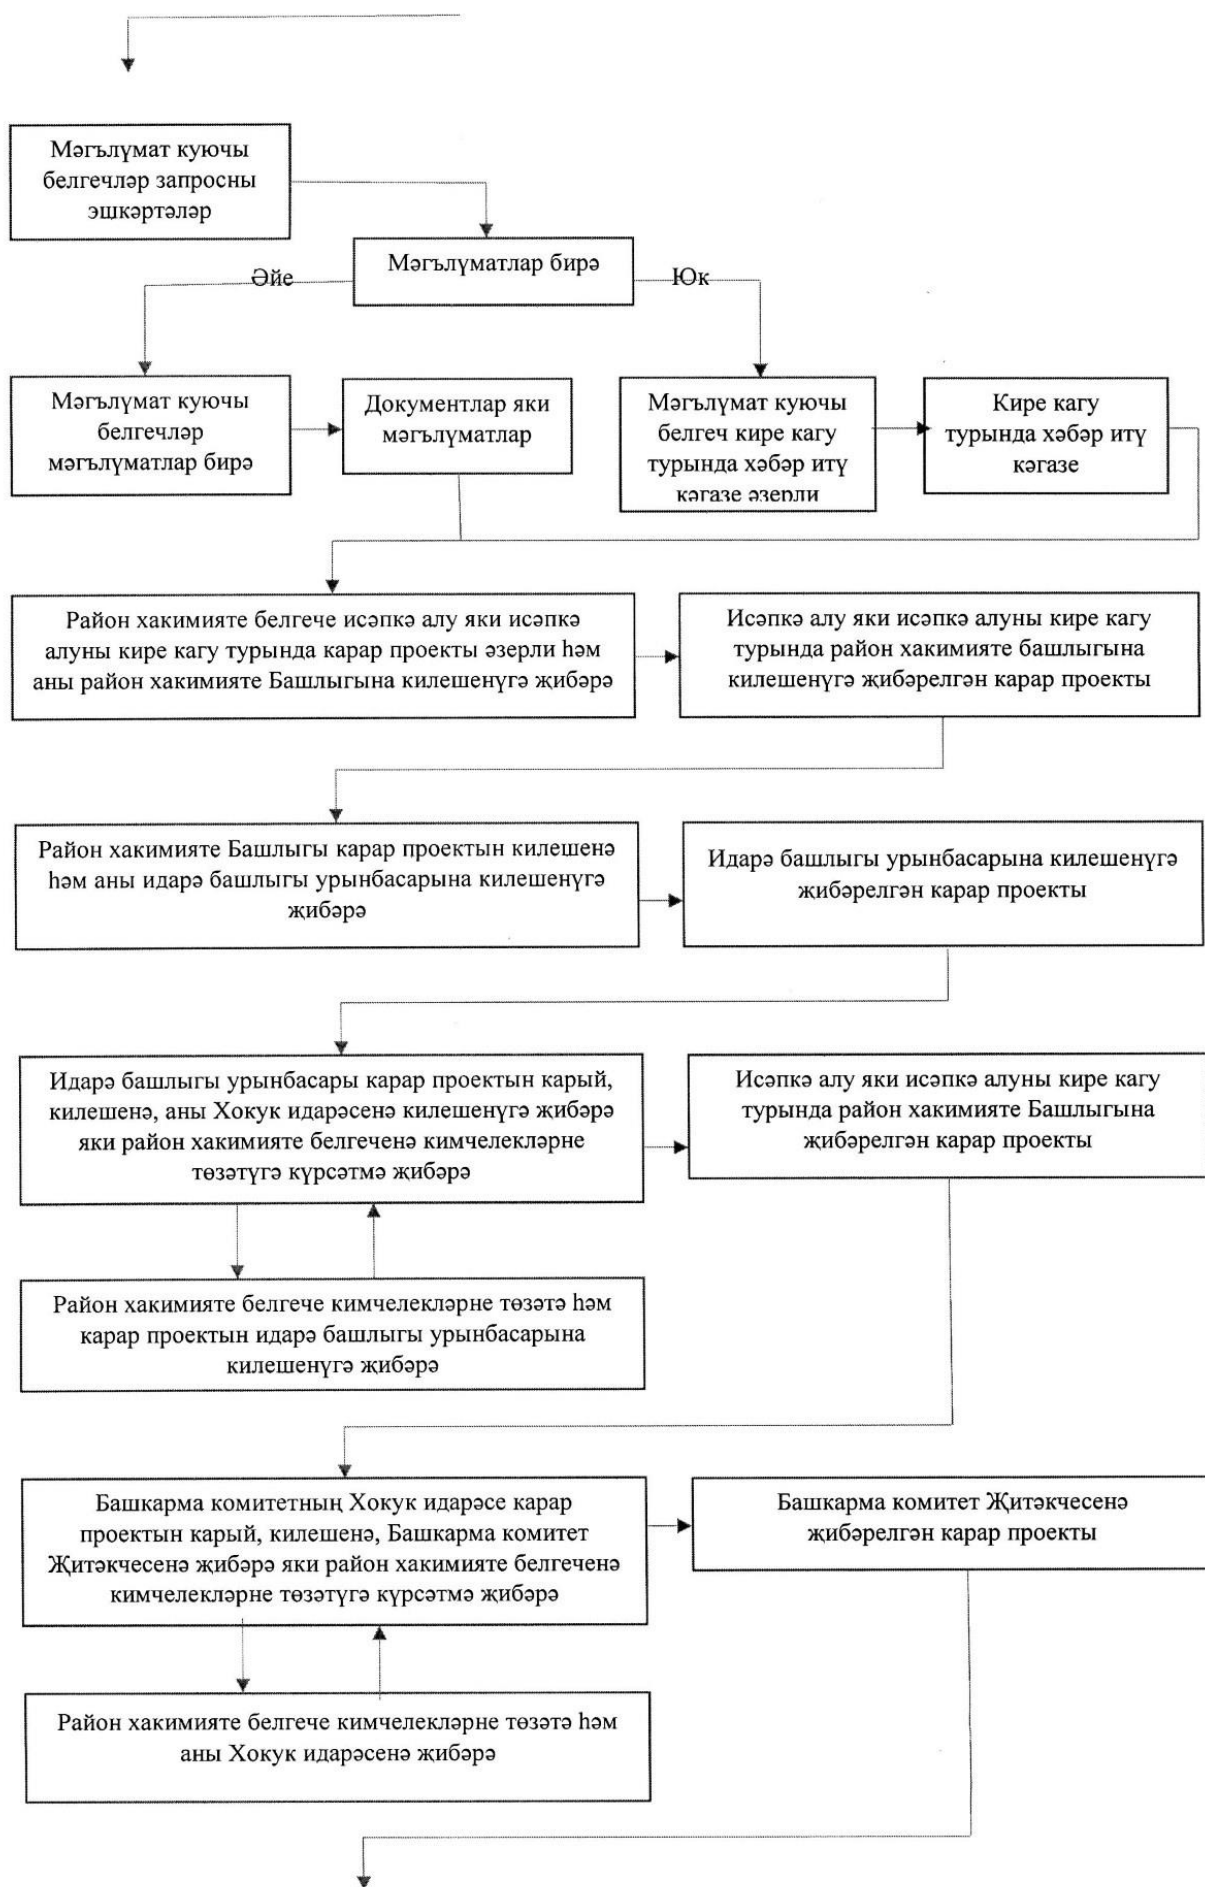 Мәгълүмат куючы
белгечләр запросны
эшкәртәләр
Мәгълүматлар бирә
Әйе
Юк
Мәгълүмат куючы
белгечләр
мәгълүматлар бирә
Документлар яки
мәгълүматлар
Мәгълүмат куючы
белгеч кире кагу
турында хәбәр итү
кәгазе әзерли
Кире кагу
турында хәбәр итү
кәгазе
Район хакимияте белгече исәпкә алу яки исәпкә
алуны кире кагу турында карар проекты әзерли һәм
аны район хакимияте Башлыгына килешенүгә җибәрә
Исәпкә алу яки исәпкә алуны кире кагу
турында район хакимияте башлыгына
килешенүгә җибәрелгән карар проекты
Район хакимияте Башлыгы карар проектын килешенә
һәм аны идарә башлыгы урынбасарына килешенүгә
җибәрә
Идарә башлыгы урынбасарына килешенүгә
җибәрелгән карар проекты
Идарә башлыгы урынбасары карар проектын карый,
килешенә, аны Хокук идарәсенә килешенүгә җибәрә
яки район хакимияте белгеченә кимчелекләрне
төзәтүгә күрсәтмә җибәрә
Исәпкә алу яки исәпкә алуны кире кагу
турында район хакимияте Башлыгына
җибәрелгән карар проекты
Район хакимияте белгече кимчелекләрне төзәтә һәм
карар проектын идарә башлыгы урынбасарына
килешенүгә җибәрә
Башкарма комитетның Хокук идарәсе карар
проектын карый, килешенә, Башкарма комитет
Җитәкчесенә җибәрә яки район хакимияте белгеченә
кимчелекләрне төзәтүгә күрсәтмә җибәрә
Башкарма комитет Җитәкчесенә
җибәрелгән карар проекты
Район хакимияте белгече кимчелекләрне төзәтә һәм
аны Хокук идарәсенә җибәрә